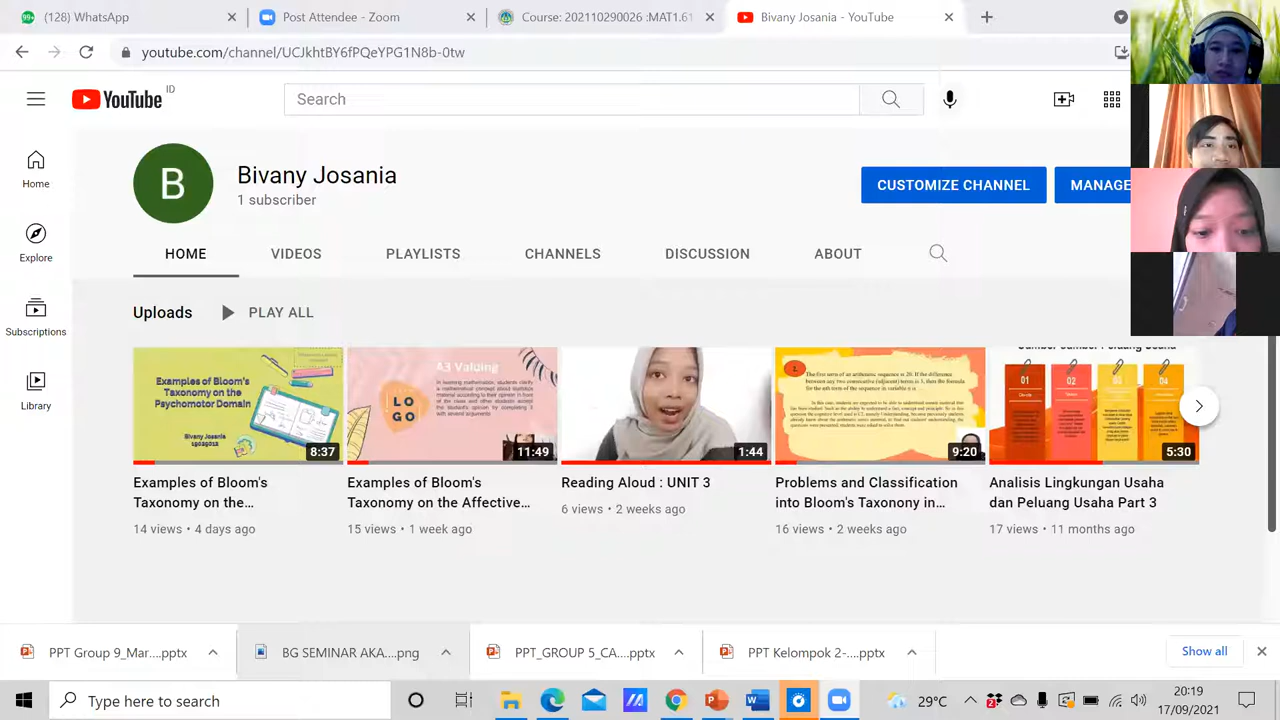 99+
(128) WhatsApp
Post Attendee - Zoom
Course: 202110290026 :MAT1.61
Bivany Josania - YouTube
youtube.com/channel/UCJkhtBY6fPQeYPG1N8b-0tw
YouTube ID
Search
Home
Explore
Subscriptions
Library
B
Bivany Josania
1 subscriber
CUSTOMIZE CHANNEL
MANAGE
HOME
VIDEOS
PLAYLISTS
CHANNELS
DISCUSSION
ABOUT
Uploads
PLAY ALL
Examples of Bloom's
Taxonomy on the
Psychomotor Domain
Bivany Josania
8:37
Examples of Bloom's
Taxonomy on the...
14 views • 4 days ago
A3 Valuing
LO
GO
11:49
Examples of Bloom's
Taxonomy on the Affective...
15 views • 1 week ago
1:44
Reading Aloud : UNIT 3
6 views • 2 weeks ago
9:20
Problems and Classification
into Bloom's Taxonomy in...
16 views • 2 weeks ago
01
02
03
04
5:30
Analisis Lingkungan Usaha
dan Peluang Usaha Part 3
17 views • 11 months ago
PPT Group 9_Mar....pptx
BG SEMINAR AKA....png
PPT_GROUP 5_CA....pptx
PPT Kelompok 2-....pptx
Show all
Type here to search
29°C
20:19
17/09/2021